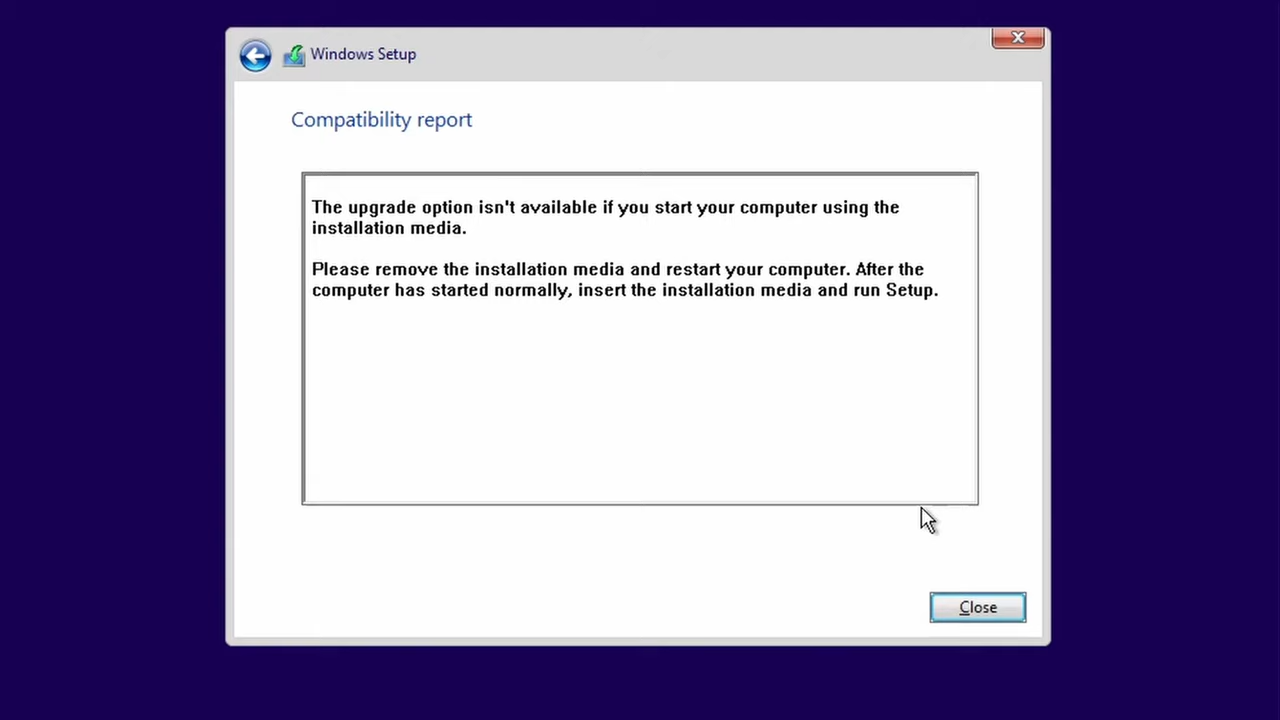 Windows Setup
Compatibility report
The upgrade option isn't available if you start your computer using the
installation media.
Please remove the installation media and restart your computer. After the
computer has started normally, insert the installation media and run Setup.
Close